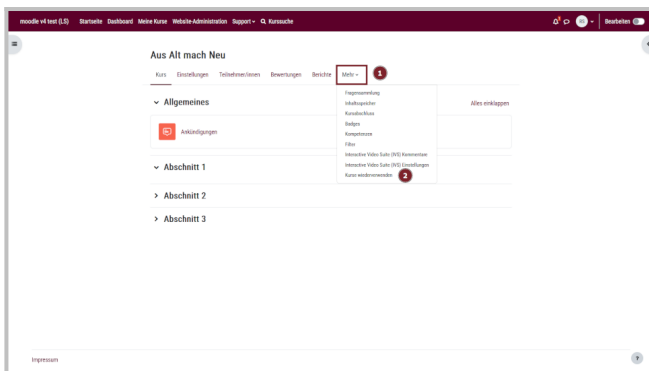 moodle v4 test (LS) Startseite Dashboard Meine Kurse Website-Administration Support Kurssuche Bearbeiten
Aus Alt mach Neu
Kurs Einstellungen Teilnehmer/innen Bewertungen Berichte Mehr 1
Fragensammlung
Allgemeines Alles einklappen
Inhaltsspeicher
Kursabschluss
Badges
Ankündigungen
Kompetenzen
Filter
Interactive Video Suite (IVS) Kommentare
Abschnitt 1
Interactive Video Suite (IVS) Einstellungen
Kurse wiederverwenden 2
Abschnitt 2
Abschnitt 3
Impressum ?